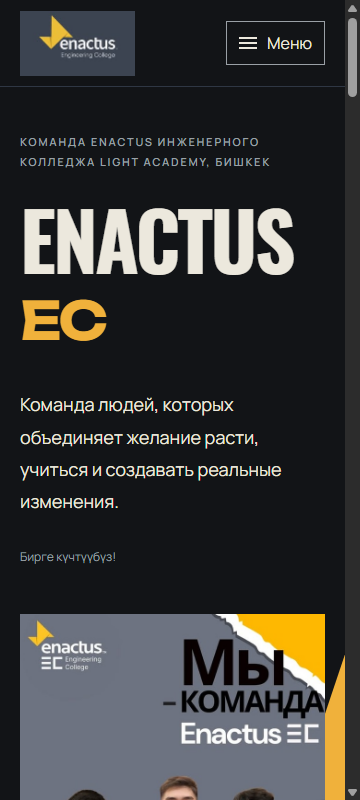 enactus
Engineering College
Меню
КОМАНДА ENACTUS ИНЖЕНЕРНОГО
КОЛЛЕДЖА LIGHT ACADEMY, БИШКЕК
ENACTUS
EC
Команда людей, которых
объединяет желание расти,
учиться и создавать реальные
изменения.
Бирге күчтүүбүз!
enactus.
EC Engineering
College
Мы
–КОМАНДА
Enactus EC